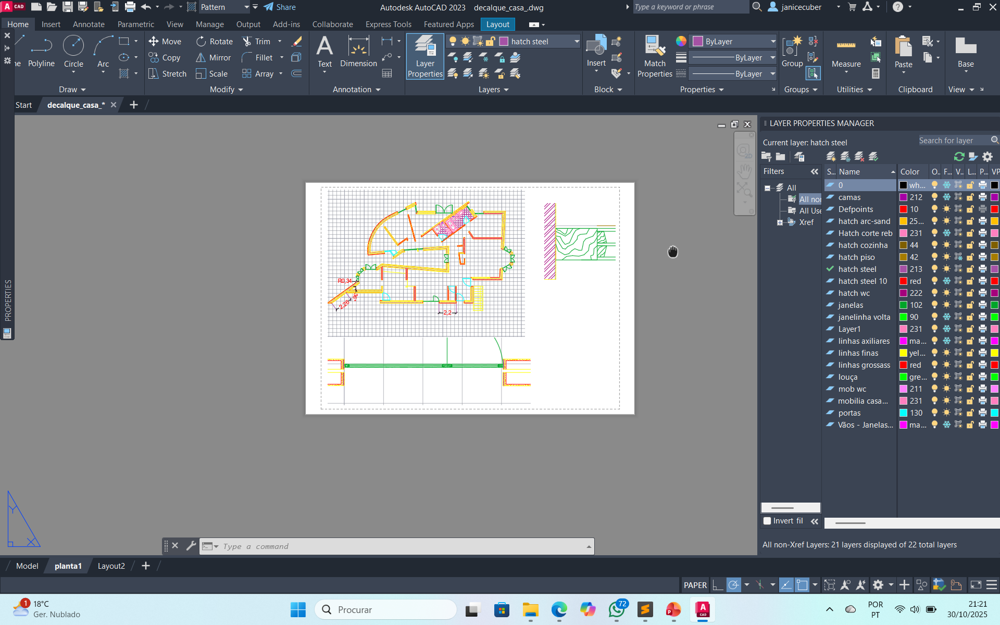 A CAD
Pattern
Share
Autodesk AutoCAD 2023 decalque_casa_.dwg
Type a keyword or phrase
janicecuber
Home Insert Annotate Parametric View Manage Output Add-ins Collaborate Express Tools Featured Apps Layout
ne Polyline Circle Arc
Move Rotate Trim
Copy Mirror Fillet
Stretch Scale Array
Text Dimension
Layer Properties
hatch steel
Insert
Match Properties
ByLayer
ByLayer
ByLayer
Group
Measure
Paste
Base
Draw Modify Annotation Layers Block Properties Groups Utilities Clipboard View
Start decalque_casa_*
PROPERTIES
2D
R0,34
2,26
2,2
Y
X
LAYER PROPERTIES MANAGER
Current layer: hatch steel
Search for layer
Filters
All
All non
All Use
Xref
S... Name Color O.. F... V.. L... P... VP
0 wh...
camas 212
Defpoints 10
hatch arc-sand 25...
Hatch corte reb 231
hatch cozinha 44
hatch piso 42
hatch steel 213
hatch steel 10 red
hatch wc 222
janelas 102
janelinha volta 90
Layer1 231
linhas axiliares ma...
linhas finas yel...
linhas grossass red
louça gre...
mob wc 211
mobilia casa... 231
portas 130
Vãos - Janelas... ma...
Invert fil
All non-Xref Layers: 21 layers displayed of 22 total layers
Type a command
Model planta1 Layout2
PAPER
1
18°C
Ger. Nublado
Procurar
72
P
A CAD
POR
PT
21:21
30/10/2025